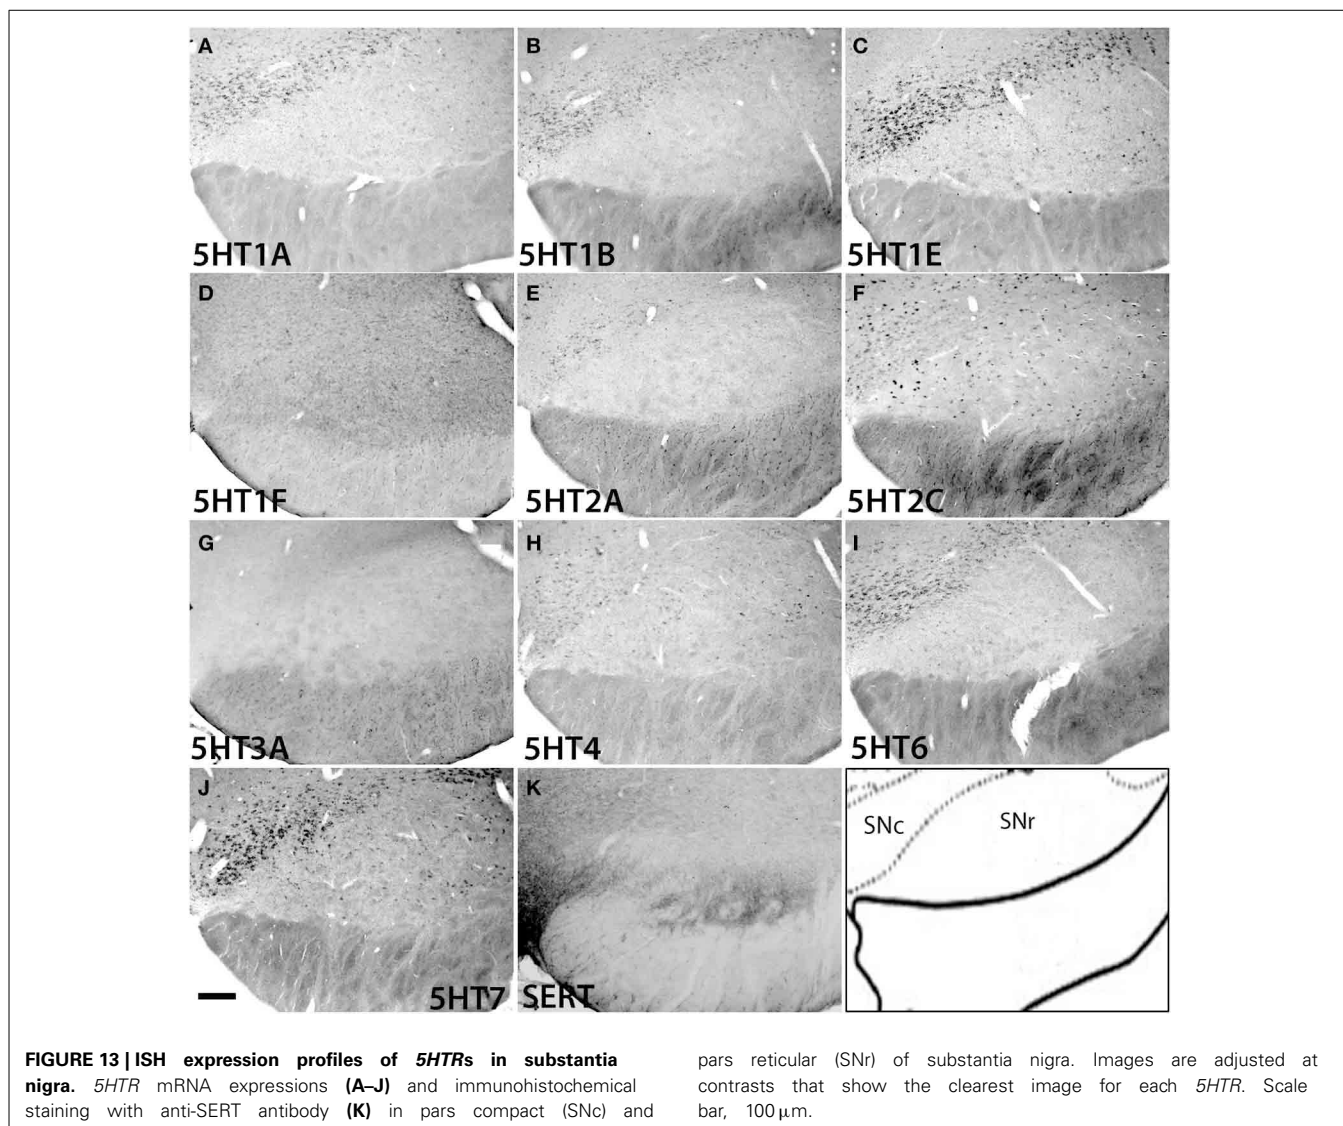 A
B
C
5HT1A
5HT1B
5HT1E
D
E
F
5HT1F
5HT2A
5HT2C
G
H
I
5HT3A
5HT4
5HT6
J
K
SNc
SNr
5HT7
SERT
FIGURE 13 | ISH expression profiles of 5HTRs in substantia
nigra. 5HTR mRNA expressions (A–J) and immunohistochemical
staining with anti-SERT antibody (K) in pars compact (SNc) and
pars reticular (SNr) of substantia nigra. Images are adjusted at
contrasts that show the clearest image for each 5HTR. Scale
bar, 100 μm.